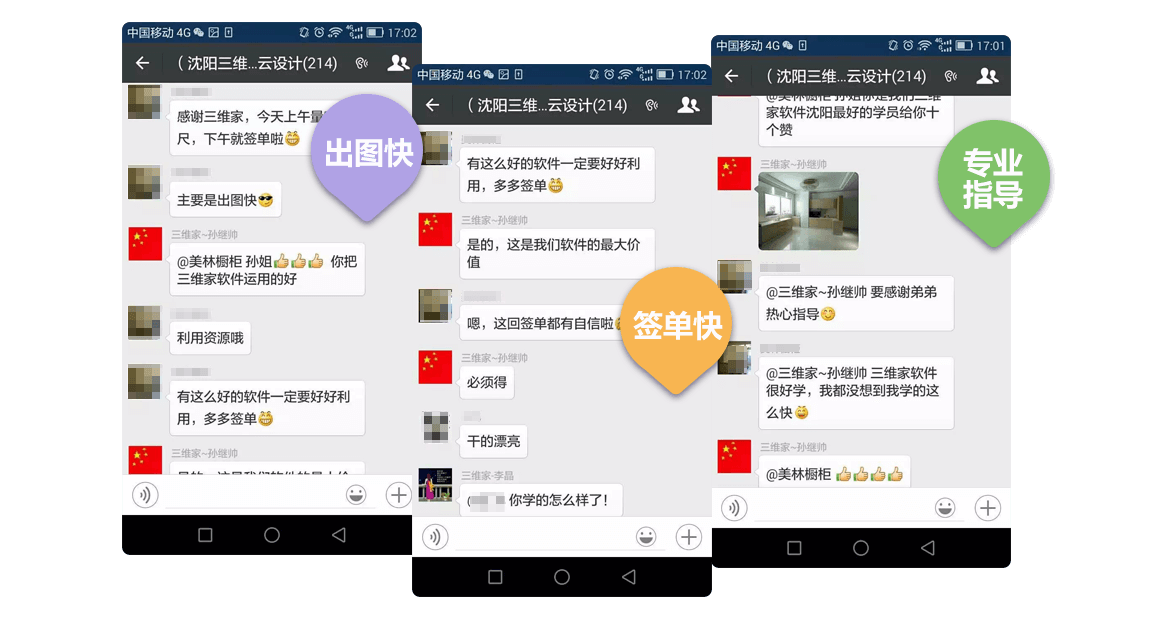 中国移动 4G
17:02
（沈阳三维...云设计(214)
感谢三维家，今天上午量
尺，下午就签单啦
主要是出图快
三维家~孙继帅
@美林橱柜 孙姐 你把
三维家软件运用的好
利用资源哦
有这么好的软件一定要好好利
用，多多签单
三维家~孙继帅
出图快
中国移动 4G
17:02
（沈阳三维...云设计(214)
有这么好的软件一定要好好利
用，多多签单
三维家~孙继帅
是的，这是我们软件的最大价
值
嗯，这回签单都有自信啦
三维家~孙继帅
必须得
干的漂亮
三维家-李晶
@ 你学的怎么样了！
签单快
中国移动 4G
17:01
（沈阳三维...云设计(214)
@美林橱柜 孙姐你是我们三维
家软件沈阳最好的学员给你十
个赞
三维家~孙继帅
@三维家~孙继帅 要感谢弟弟
热心指导
@三维家~孙继帅 三维家软件
很好学，我都没想到我学的这
么快
三维家~孙继帅
@美林橱柜
专业
指导